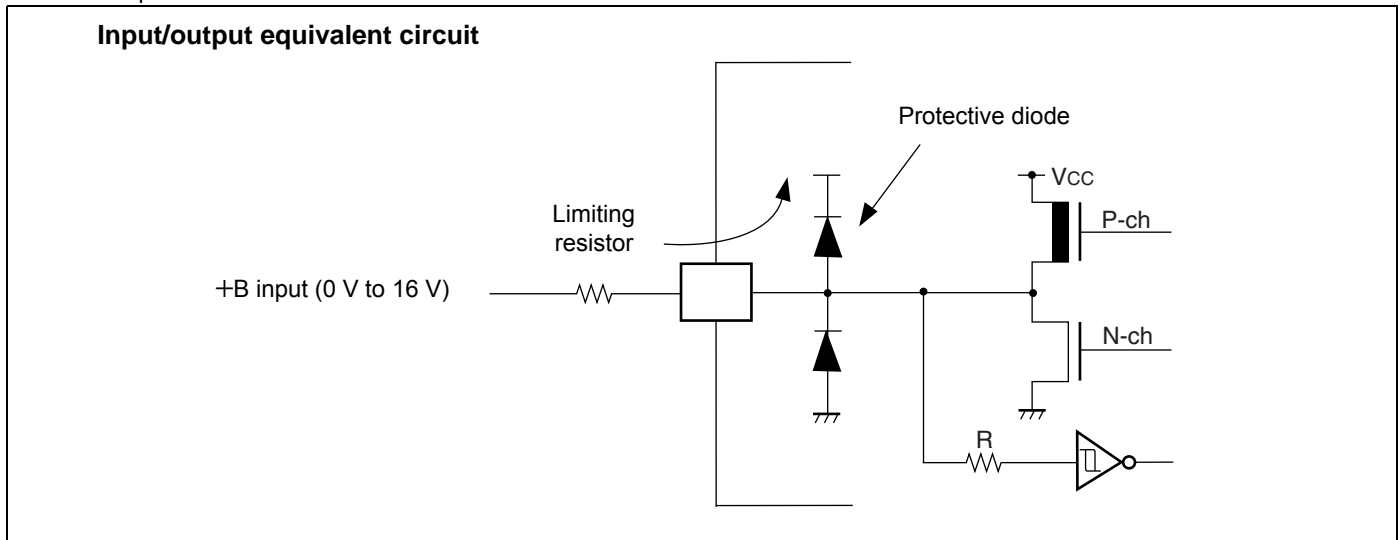 Input/output equivalent circuit
Protective diode
VCC
Limiting
resistor
P-ch
+B input (0 V to 16 V)
N-ch
R